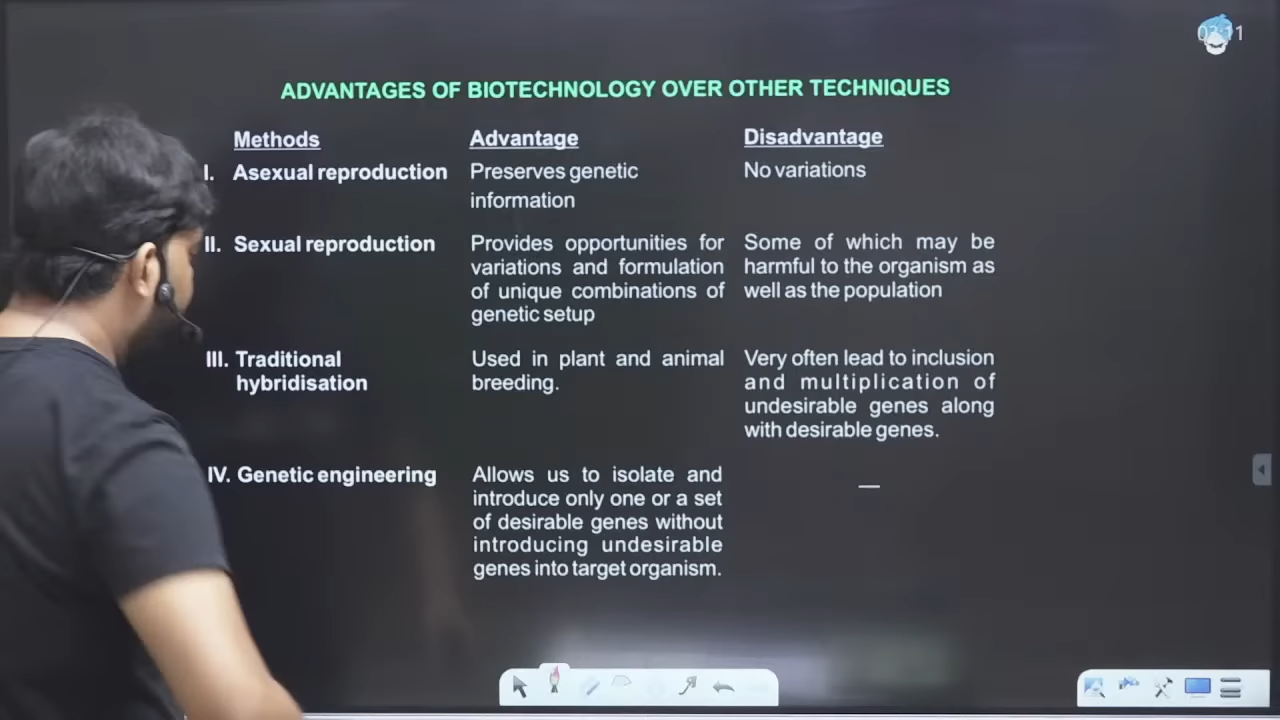 ADVANTAGES OF BIOTECHNOLOGY OVER OTHER TECHNIQUES
Methods Advantage Disadvantage
I. Asexual reproduction Preserves genetic No variations
information
II. Sexual reproduction Provides opportunities for Some of which may be
variations and formulation harmful to the organism as
of unique combinations of well as the population
genetic setup
III. Traditional Used in plant and animal Very often lead to inclusion
hybridisation breeding. and multiplication of
undesirable genes along
with desirable genes.
IV. Genetic engineering Allows us to isolate and —
introduce only one or a set
of desirable genes without
introducing undesirable
genes into target organism.